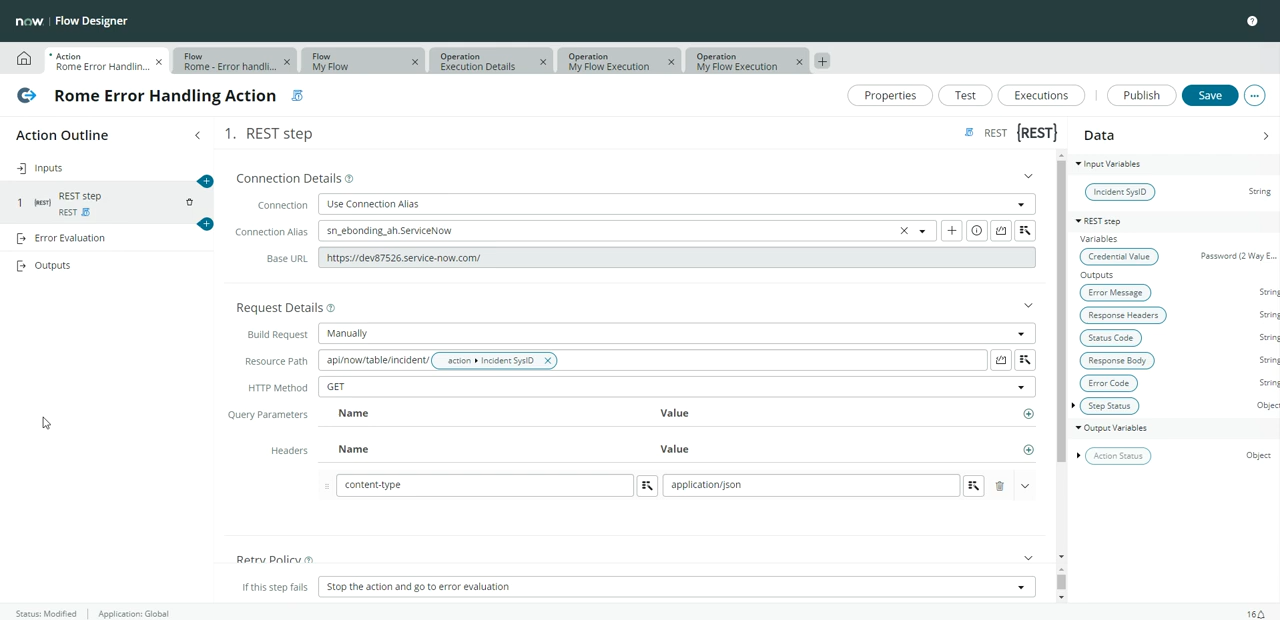 now | Flow Designer
Action
Rome Error Handlin...
Flow
Rome - Error handli...
Flow
My Flow
Operation
Execution Details
Operation
My Flow Execution
Operation
My Flow Execution
Rome Error Handling Action
Properties
Test
Executions
Publish
Save
Action Outline
Inputs
1 {REST} REST step
REST
Error Evaluation
Outputs
1. REST step
REST {REST}
Connection Details
Connection Use Connection Alias
Connection Alias sn_ebonding_ah.ServiceNow
Base URL https://dev87526.service-now.com/
Request Details
Build Request Manually
Resource Path api/now/table/incident/ action ▸ Incident SysID
HTTP Method GET
Query Parameters Name Value
Headers Name Value
content-type application/json
Retry Policy
If this step fails Stop the action and go to error evaluation
Data
Input Variables
Incident SysID String
REST step
Variables
Credential Value Password (2 Way E...
Outputs
Error Message String
Response Headers String
Status Code String
Response Body String
Error Code String
Step Status Object
Output Variables
Action Status Object
Status: Modified | Application: Global
16